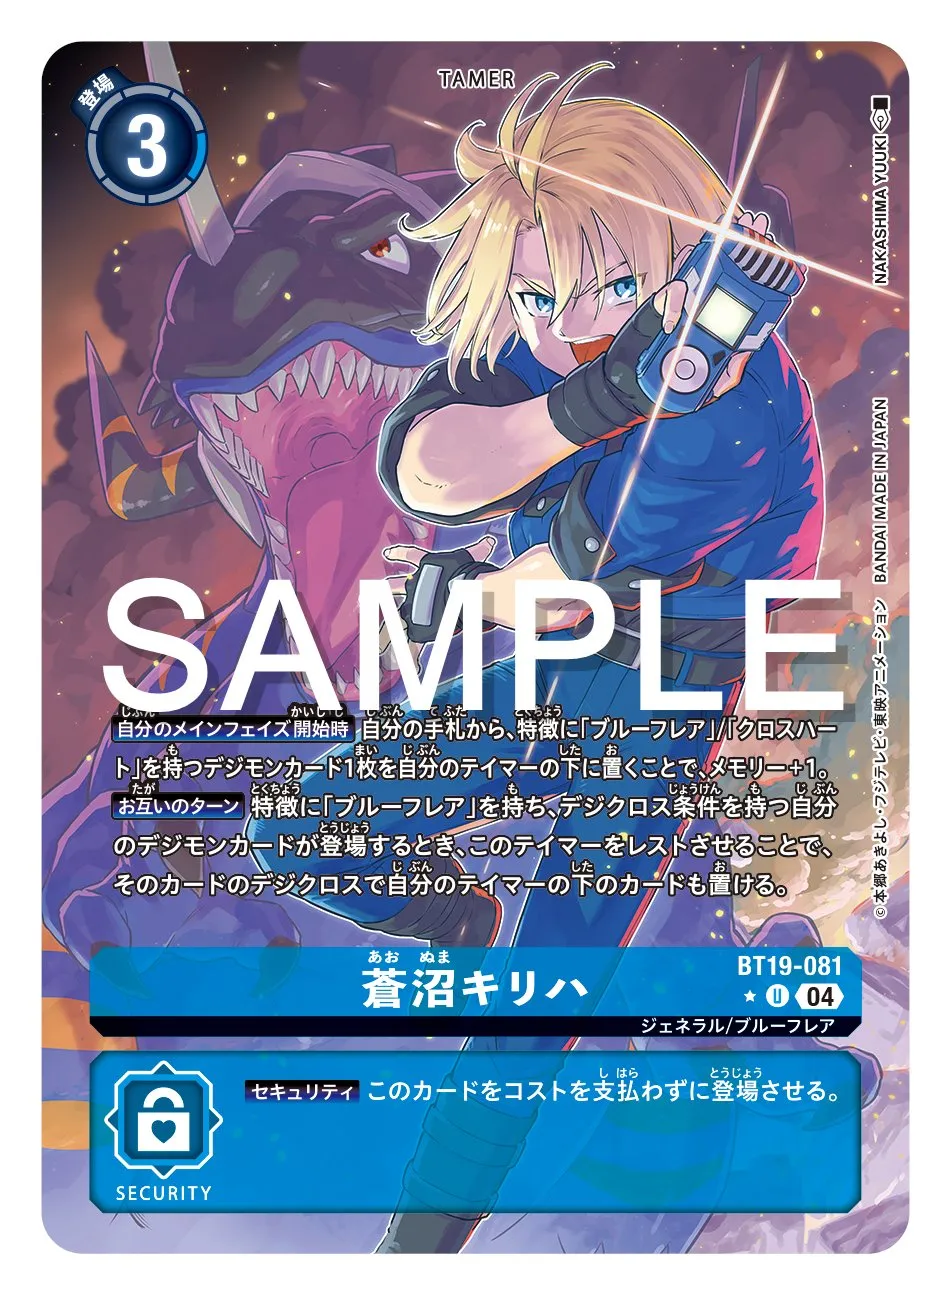 登場
3
TAMER
NAKASHIMA YUUKI
BANDAI MADE IN JAPAN
©本郷あきよし・フジテレビ・東映アニメーション
SAMPLE
自分のメインフェイズ開始時 自分の手札から、特徴に「ブルーフレア」/「クロスハー
ト」を持つデジモンカード1枚を自分のテイマーの下に置くことで、メモリー+1。
お互いのターン 特徴に「ブルーフレア」を持ち、デジクロス条件を持つ自分
のデジモンカードが登場するとき、このテイマーをレストさせることで、
そのカードのデジクロスで自分のテイマーの下のカードも置ける。
あお ぬま
蒼沼キリハ
BT19-081
U 04
ジェネラル/ブルーフレア
セキュリティ このカードをコストを支払わずに登場させる。
SECURITY